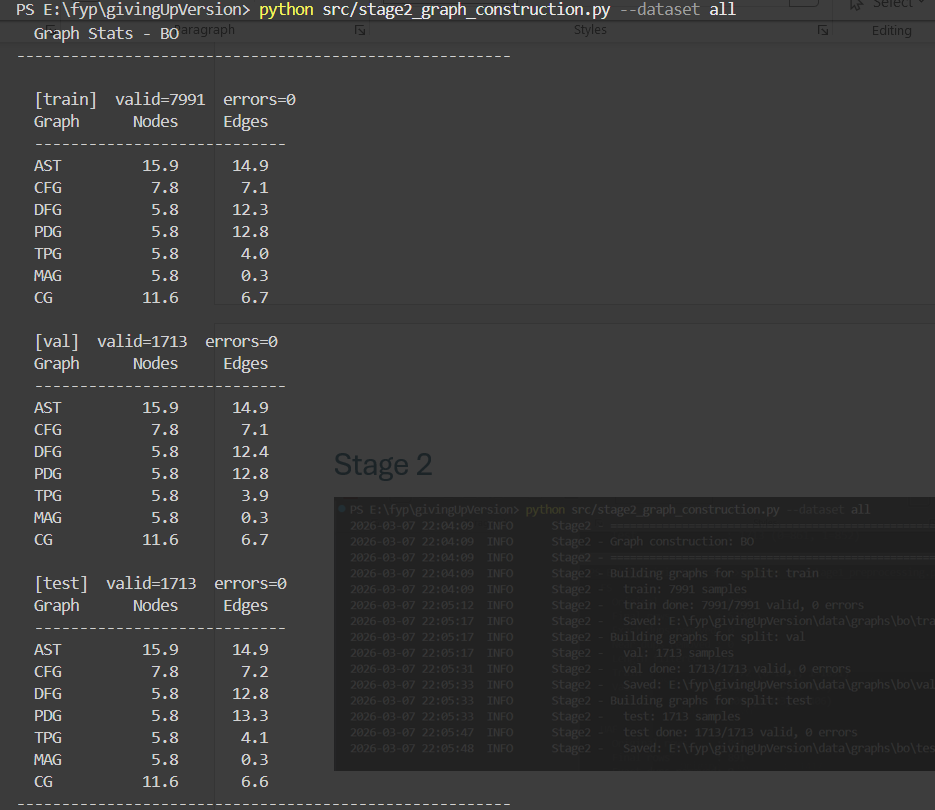 PS E:\fyp\givingUpVersion> python src/stage2_graph_construction.py --dataset all
Select
Graph Stats - BO
Paragraph
Styles
Editing
-------------------------------------------------------
[train]  valid=7991  errors=0
Graph      Nodes     Edges
----------------------------
AST         15.9      14.9
CFG          7.8       7.1
DFG          5.8      12.3
PDG          5.8      12.8
TPG          5.8       4.0
MAG          5.8       0.3
CG          11.6       6.7
[val]  valid=1713  errors=0
Graph      Nodes     Edges
----------------------------
AST         15.9      14.9
CFG          7.8       7.1
DFG          5.8      12.4
PDG          5.8      12.8
TPG          5.8       3.9
MAG          5.8       0.3
CG          11.6       6.7
[test]  valid=1713  errors=0
Graph      Nodes     Edges
----------------------------
AST         15.9      14.9
CFG          7.8       7.2
DFG          5.8      12.8
PDG          5.8      13.3
TPG          5.8       4.1
MAG          5.8       0.3
CG          11.6       6.6
-------------------------------------------------------
Stage 2
PS E:\fyp\givingUpVersion> python src/stage2_graph_construction.py --dataset all
2026-03-07 22:04:09  INFO     Stage2 - ============================================
2026-03-07 22:04:09  INFO     Stage2 - Graph construction: BO
2026-03-07 22:04:09  INFO     Stage2 - ============================================
2026-03-07 22:04:09  INFO     Stage2 - Building graphs for split: train
2026-03-07 22:04:09  INFO     Stage2 -   train: 7991 samples
2026-03-07 22:05:12  INFO     Stage2 -   train done: 7991/7991 valid, 0 errors
2026-03-07 22:05:17  INFO     Stage2 -   Saved: E:\fyp\givingUpVersion\data\graphs\bo\tra
2026-03-07 22:05:17  INFO     Stage2 - Building graphs for split: val
2026-03-07 22:05:17  INFO     Stage2 -   val: 1713 samples
2026-03-07 22:05:31  INFO     Stage2 -   val done: 1713/1713 valid, 0 errors
2026-03-07 22:05:33  INFO     Stage2 -   Saved: E:\fyp\givingUpVersion\data\graphs\bo\val
2026-03-07 22:05:33  INFO     Stage2 - Building graphs for split: test
2026-03-07 22:05:33  INFO     Stage2 -   test: 1713 samples
2026-03-07 22:05:47  INFO     Stage2 -   test done: 1713/1713 valid, 0 errors
2026-03-07 22:05:48  INFO     Stage2 -   Saved: E:\fyp\givingUpVersion\data\graphs\bo\tes